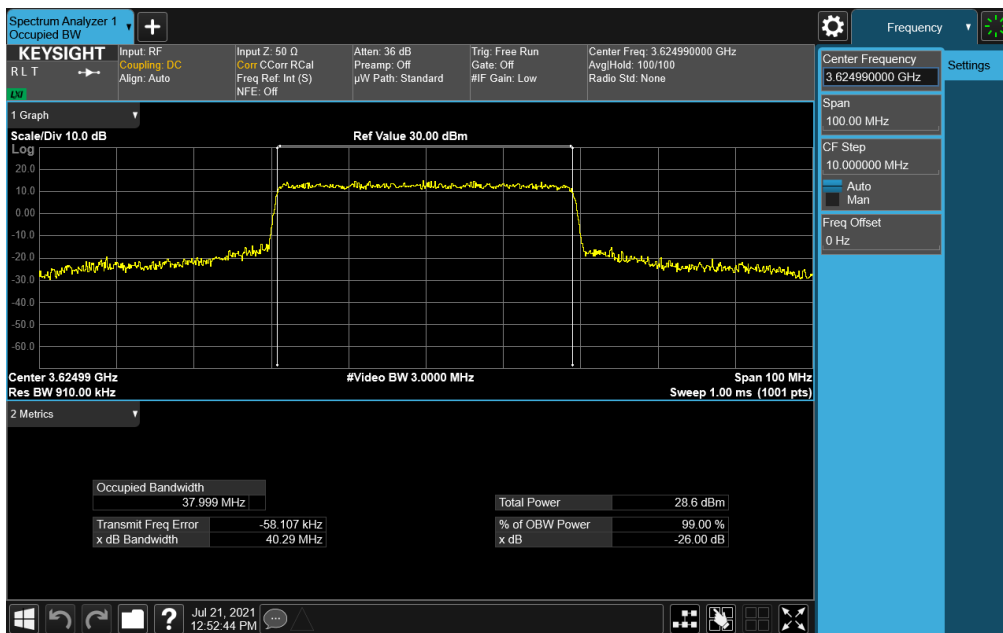 Spectrum Analyzer 1
Occupied BW
Frequency
KEYSIGHT
R L T
LXI
Input: RF
Coupling: DC
Align: Auto
Input Z: 50 Ω
Corr CCorr RCal
Freq Ref: Int (S)
NFE: Off
Atten: 36 dB
Preamp: Off
µW Path: Standard
Trig: Free Run
Gate: Off
#IF Gain: Low
Center Freq: 3.624990000 GHz
Avg|Hold: 100/100
Radio Std: None
Center Frequency
3.624990000 GHz
Settings
Span
100.00 MHz
CF Step
10.000000 MHz
Auto
Man
Freq Offset
0 Hz
1 Graph
Scale/Div 10.0 dB
Ref Value 30.00 dBm
Log
20.0
10.0
0.00
-10.0
-20.0
-30.0
-40.0
-50.0
-60.0
Center 3.62499 GHz
#Video BW 3.0000 MHz
Span 100 MHz
Res BW 910.00 kHz
Sweep 1.00 ms (1001 pts)
2 Metrics
Occupied Bandwidth
37.999 MHz
Total Power 28.6 dBm
Transmit Freq Error -58.107 kHz
% of OBW Power 99.00 %
x dB Bandwidth 40.29 MHz
x dB -26.00 dB
?
Jul 21, 2021
12:52:44 PM